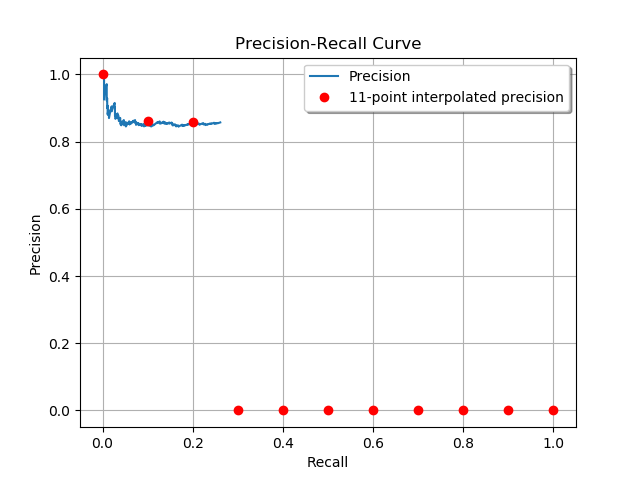 Precision-Recall Curve
Precision
11-point interpolated precision
1.0
0.8
0.6
0.4
0.2
0.0
Precision
0.0 0.2 0.4 0.6 0.8 1.0
Recall